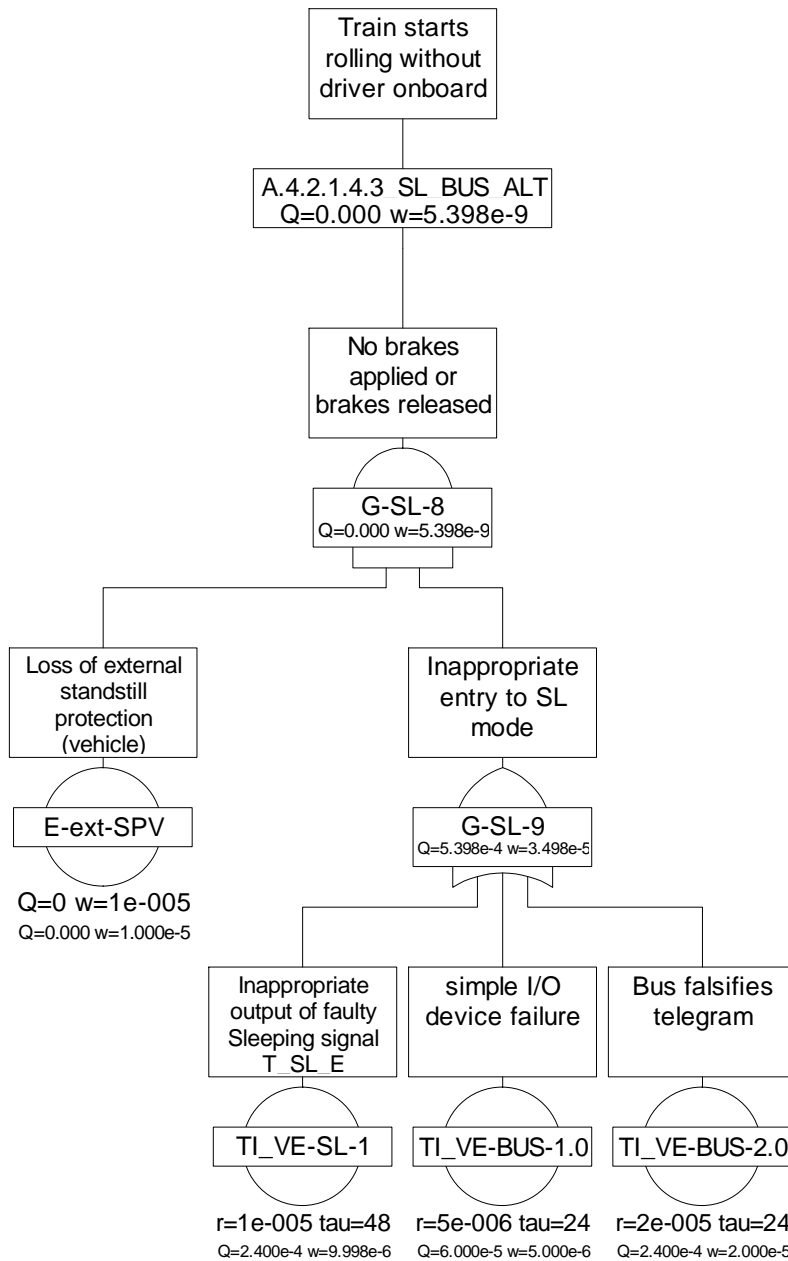 Train starts
rolling without
driver onboard
A.4.2.1.4.3_SL_BUS_ALT
Q=0.000 w=5.398e-9
No brakes
applied or
brakes released
G-SL-8
Q=0.000 w=5.398e-9
Loss of external
standstill
protection
(vehicle)
E-ext-SPV
Q=0 w=1e-005
Q=0.000 w=1.000e-5
Inappropriate
entry to SL
mode
G-SL-9
Q=5.398e-4 w=3.498e-5
Inappropriate
output of faulty
Sleeping signal
T_SL_E
TI_VE-SL-1
r=1e-005 tau=48
Q=2.400e-4 w=9.998e-6
simple I/O
device failure
TI_VE-BUS-1.0
r=5e-006 tau=24
Q=6.000e-5 w=5.000e-6
Bus falsifies
telegram
TI_VE-BUS-2.0
r=2e-005 tau=24
Q=2.400e-4 w=2.000e-5